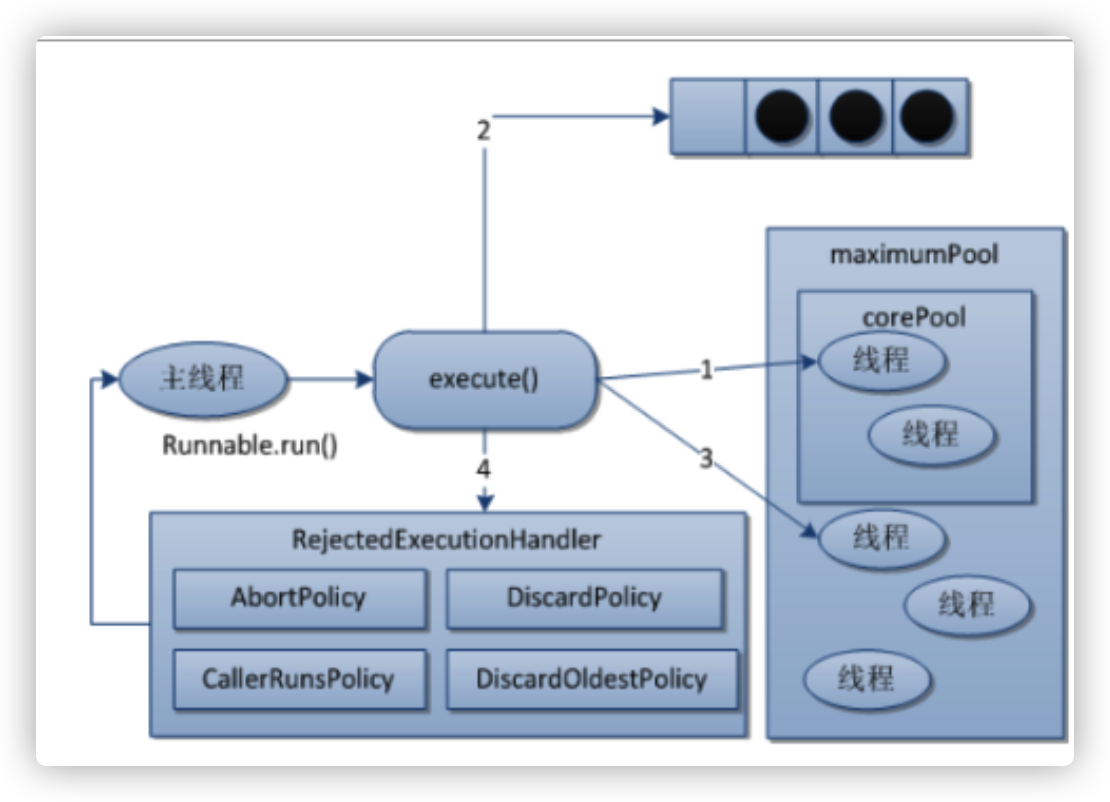 2
maximumPool
corePool
线程
主线程
execute()
1
线程
Runnable.run()
4
3
线程
RejectedExecutionHandler
AbortPolicy
DiscardPolicy
线程
CallerRunsPolicy
DiscardOldestPolicy
线程